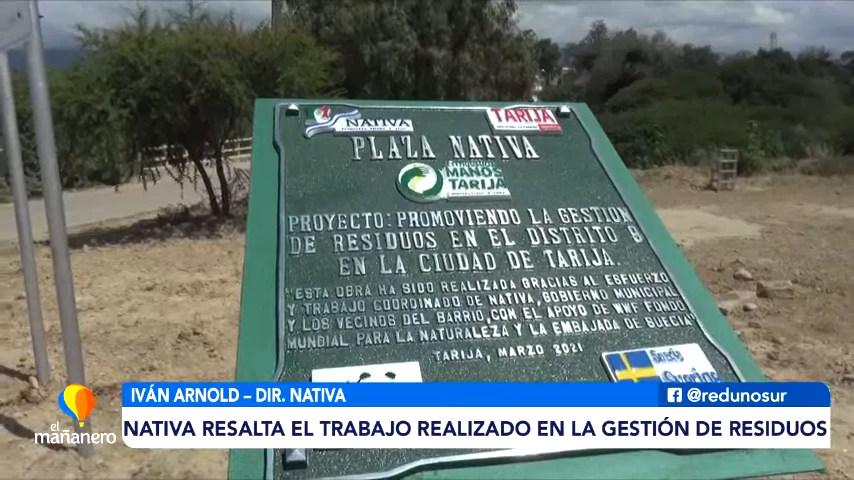 NATIVA
TARIJA
PLAZA NATIVA
MANOS
TARIJA
PROYECTO: PROMOVIENDO LA GESTION
DE RESIDUOS EN EL DISTRITO 8
EN LA CIUDAD DE TARIJA.
"ESTA OBRA HA SIDO REALIZADA GRACIAS AL ESFUERZO
Y TRABAJO COORDINADO DE NATIVA, GOBIERNO MUNICIPAL
Y LOS VECINOS DEL BARRIO, CON EL APOYO DE WWF FONDO
MUNDIAL PARA LA NATURALEZA Y LA EMBAJADA DE SUECIA"
TARIJA, MARZO 2021
Suecia
Sverige
IVÁN ARNOLD – DIR. NATIVA
@redunosur
el mañanero
NATIVA RESALTA EL TRABAJO REALIZADO EN LA GESTIÓN DE RESIDUOS